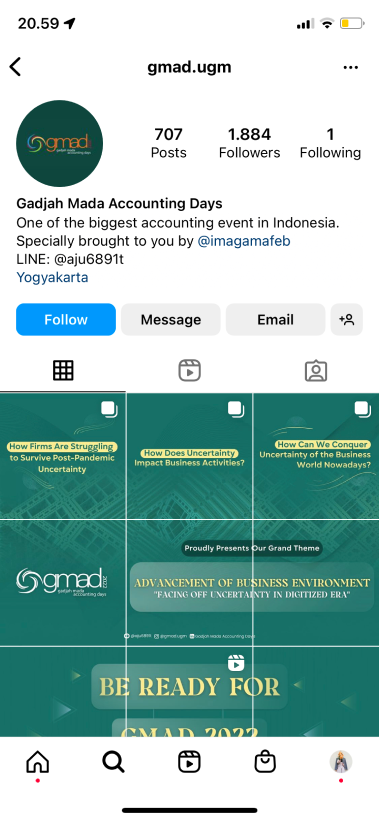 20.59
gmad.ugm
gmad
gadjah mada
accounting days
707
Posts
1.884
Followers
1
Following
Gadjah Mada Accounting Days
One of the biggest accounting event in Indonesia.
Specially brought to you by @imagamafeb
LINE: @aju6891t
Yogyakarta
Follow
Message
Email
How Firms Are Struggling
to Survive Post-Pandemic
Uncertainty
How Does Uncertainty
Impact Business Activities?
How Can We Conquer
Uncertainty of the Business
World Nowadays?
gmad 2022
gadjah mada
accounting days
Proudly Presents Our Grand Theme
ADVANCEMENT OF BUSINESS ENVIRONMENT
"FACING OFF UNCERTAINTY IN DIGITIZED ERA"
@gmad.ugm
Gadjah Mada Accounting Days
BE READY FOR
GMAD 2022